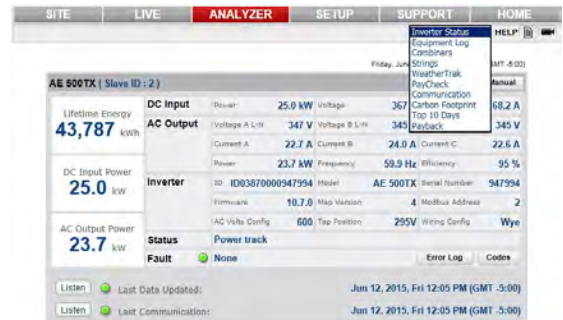 SITE LIVE ANALYZER SETUP SUPPORT HOME
Inverter Status HELP
Equipment Log
Combiners
Friday, Strings -5:00)
WeatherTrak
AE 500TX ( Slave ID : 2 ) PayCheck Manual
Communication
Lifetime Energy DC Input Power 25.0 kW Voltage 367 Carbon Footprint 68.2 A
Top 10 Days
43,787 kWh AC Output Voltage A L-N 347 V Voltage B L-N 345 Payback 345 V
Current A 22.7 A Current B 24.0 A Current C 22.6 A
Power 23.7 kW Frequency 59.9 Hz Efficiency 95 %
DC Input Power
25.0 kW Inverter ID ID03870000947994 Model AE 500TX Serial Number 947994
Firmware 10.7.0 Map Version 4 Modbus Address 2
AC Volts Config 600 Tap Position 295V Wiring Config Wye
AC Output Power
23.7 kW Status Power track
Fault None Error Log Codes
Listen Last Data Updated: Jun 12, 2015, Fri 12:05 PM (GMT -5:00)
Listen Last Communication: Jun 12, 2015, Fri 12:05 PM (GMT -5:00)